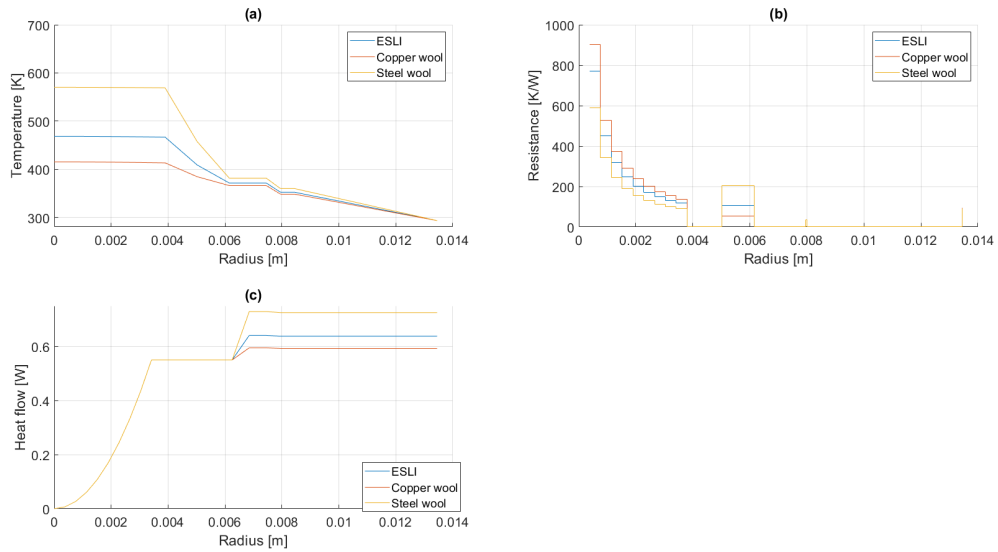 (a)
700
600
500
400
300
Temperature [K]
0
0.002
0.004
0.006
0.008
0.01
0.012
0.014
Radius [m]
ESLI
Copper wool
Steel wool
(b)
1000
800
600
400
200
0
Resistance [K/W]
0
0.002
0.004
0.006
0.008
0.01
0.012
0.014
Radius [m]
ESLI
Copper wool
Steel wool
(c)
0.6
0.4
0.2
0
Heat flow [W]
0
0.002
0.004
0.006
0.008
0.01
0.012
0.014
Radius [m]
ESLI
Copper wool
Steel wool